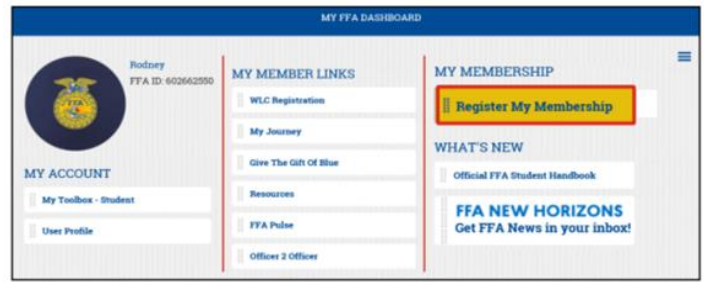 MY FFA DASHBOARD
Rodney
FFA ID: 602662550
FFA
MY ACCOUNT
My Toolbox - Student
User Profile
MY MEMBER LINKS
WLC Registration
My Journey
Give The Gift Of Blue
Resources
FFA Pulse
Officer 2 Officer
MY MEMBERSHIP
Register My Membership
WHAT'S NEW
Official FFA Student Handbook
FFA NEW HORIZONS
Get FFA News in your inbox!